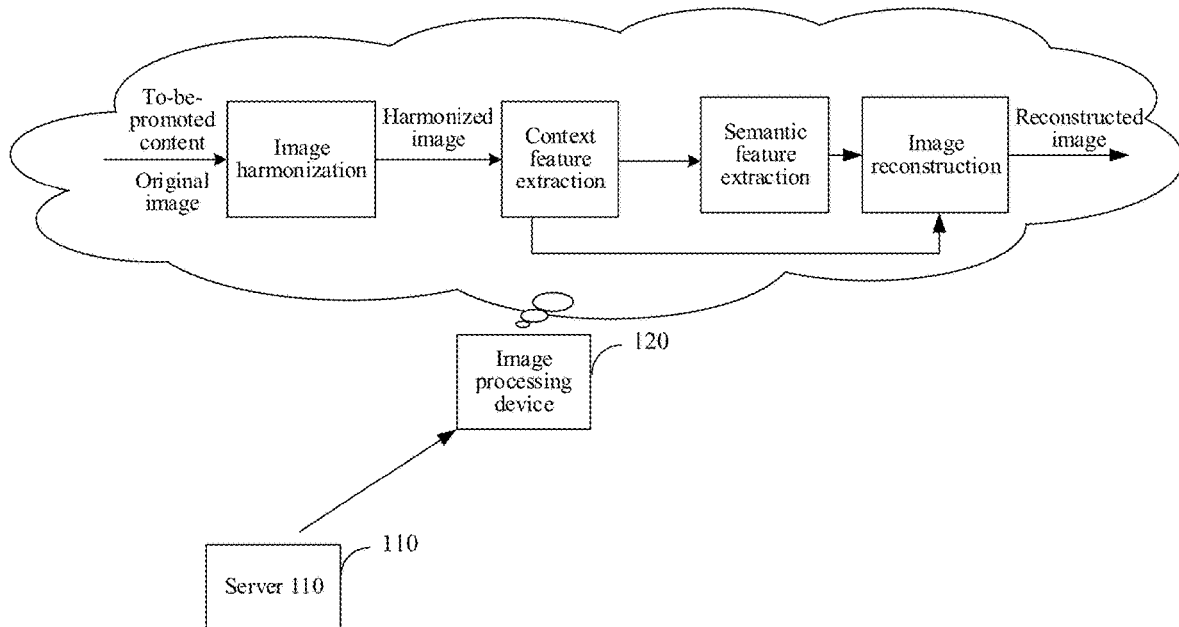 To-be-
promoted
content
Original
image
Image
harmonization
Harmonized
image
Context
feature
extraction
Semantic
feature
extraction
Image
reconstruction
Reconstructed
image
120
Image
processing
device
110
Server 110